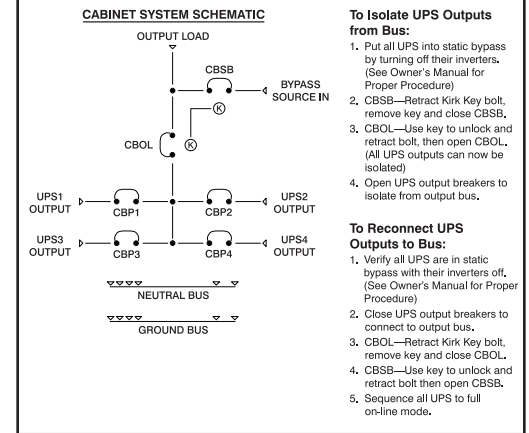 CABINET SYSTEM SCHEMATIC
OUTPUT LOAD
CBSB
BYPASS
SOURCE IN
K
CBOL
K
UPS1
OUTPUT
CBP1
CBP2
UPS2
OUTPUT
UPS3
OUTPUT
CBP3
CBP4
UPS4
OUTPUT
NEUTRAL BUS
GROUND BUS
To Isolate UPS Outputs
from Bus:
1. Put all UPS into static bypass
by turning off their inverters.
(See Owner's Manual for
Proper Procedure)
2. CBSB—Retract Kirk Key bolt,
remove key and close CBSB.
3. CBOL—Use key to unlock and
retract bolt, then open CBOL.
(All UPS outputs can now be
isolated)
4. Open UPS output breakers to
isolate from output bus.
To Reconnect UPS
Outputs to Bus:
1. Verify all UPS are in static
bypass with their inverters off.
(See Owner's Manual for Proper
Procedure)
2. Close UPS output breakers to
connect to output bus.
3. CBOL—Retract Kirk Key bolt,
remove key and close CBOL.
4. CBSB—Use key to unlock and
retract bolt then open CBSB.
5. Sequence all UPS to full
on-line mode.